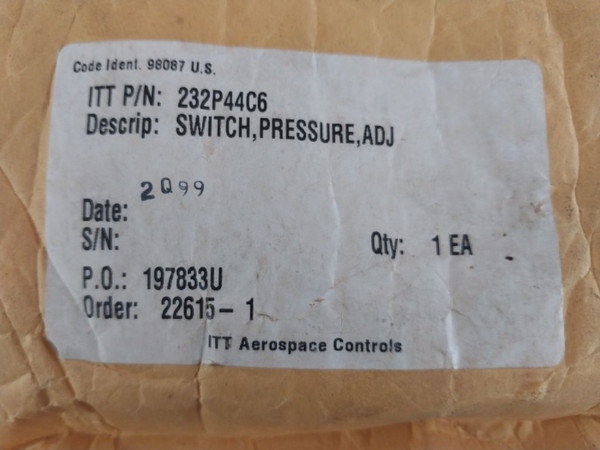 Code Ident. 98087 U.S.
ITT P/N: 232P44C6
Descrip: SWITCH,PRESSURE,ADJ
2Q99
Date:
S/N:
Qty: 1 EA
P.O.: 197833U
Order: 22615-1
ITT Aerospace Controls